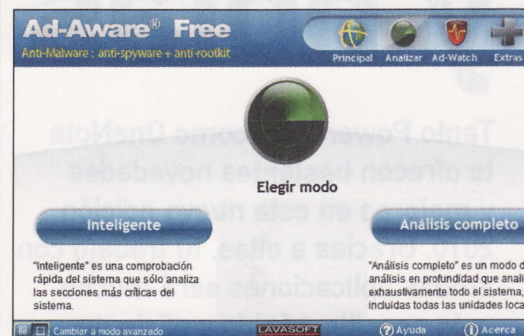 Ad-Aware® Free
Anti-Malware : anti-spyware + anti-rootkit
Principal Analizar Ad-Watch Extras
Elegir modo
Inteligente
"Inteligente" es una comprobación
rápida del sistema que sólo analiza
las secciones más críticas del
sistema.
Análisis completo
"Análisis completo" es un modo
análisis en profundidad que
exhaustivamente todo el sistema,
incluidas todas las unidades
Cambiar a modo avanzado
LAVASOFT
Ayuda
Acerca